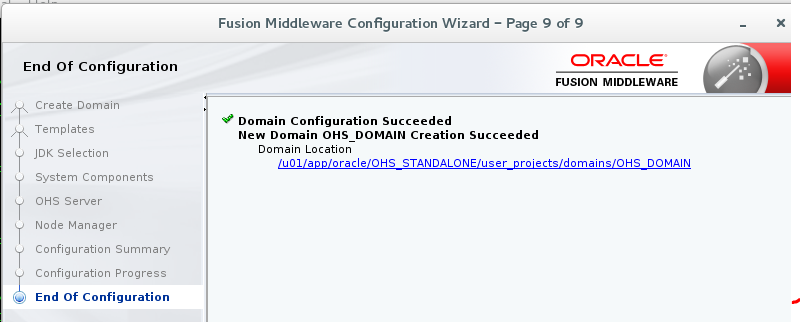 Fusion Middleware Configuration Wizard – Page 9 of 9
End Of Configuration
ORACLE
FUSION MIDDLEWARE
Create Domain
Templates
JDK Selection
System Components
OHS Server
Node Manager
Configuration Summary
Configuration Progress
End Of Configuration
Domain Configuration Succeeded
New Domain OHS_DOMAIN Creation Succeeded
Domain Location
/u01/app/oracle/OHS_STANDALONE/user_projects/domains/OHS_DOMAIN